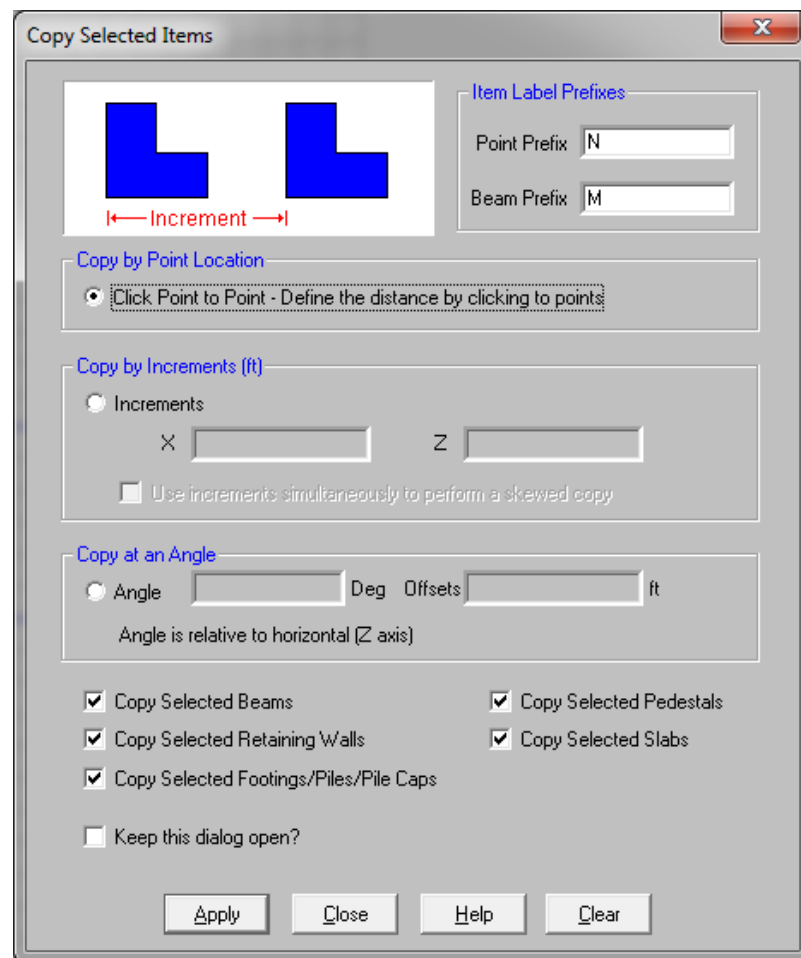 Copy Selected Items
X
Increment
Item Label Prefixes
Point Prefix N
Beam Prefix M
Copy by Point Location
Click Point to Point - Define the distance by clicking to points
Copy by Increments (ft)
Increments
X Z
Use increments simultaneously to perform a skewed copy
Copy at an Angle
Angle Deg Offsets ft
Angle is relative to horizontal (Z axis)
Copy Selected Beams Copy Selected Pedestals
Copy Selected Retaining Walls Copy Selected Slabs
Copy Selected Footings/Piles/Pile Caps
Keep this dialog open?
Apply Close Help Clear